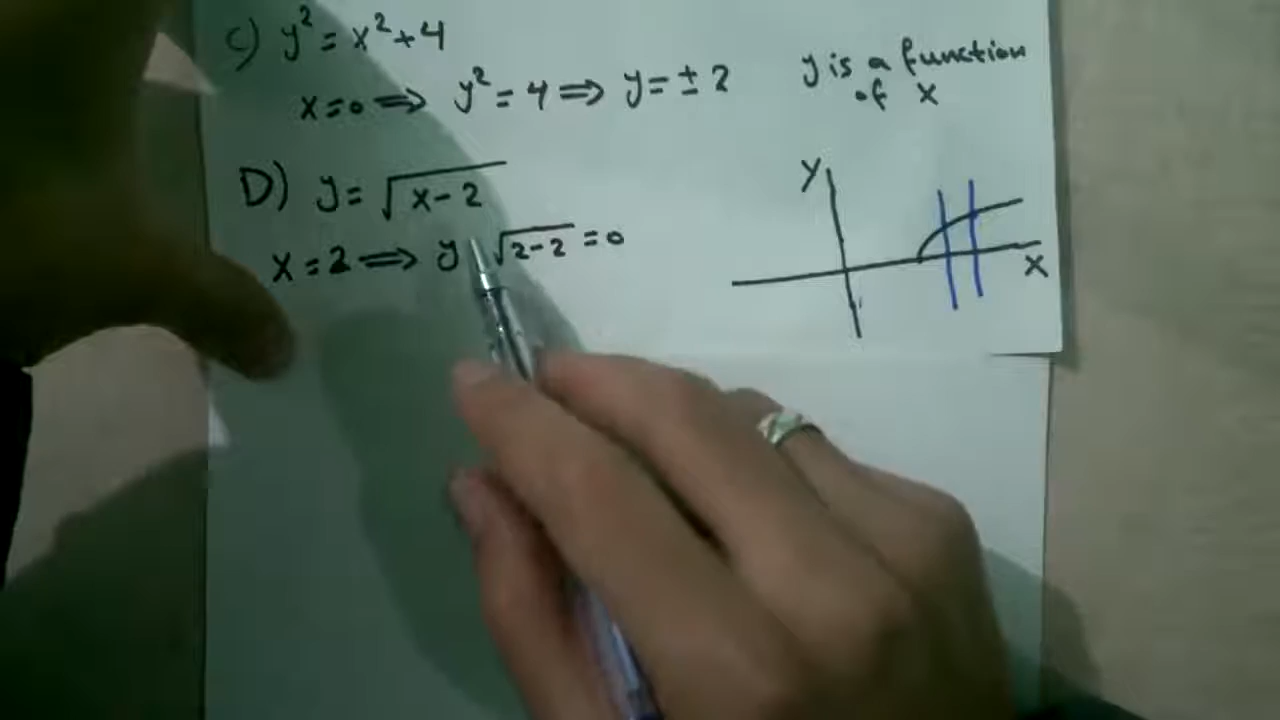 C) y² = x² + 4
x = 0 ⟹ y² = 4 ⟹ y = ± 2
y is a function
of x
D) y = √(x - 2)
x = 2 ⟹ y √(2 - 2) = 0
y
x